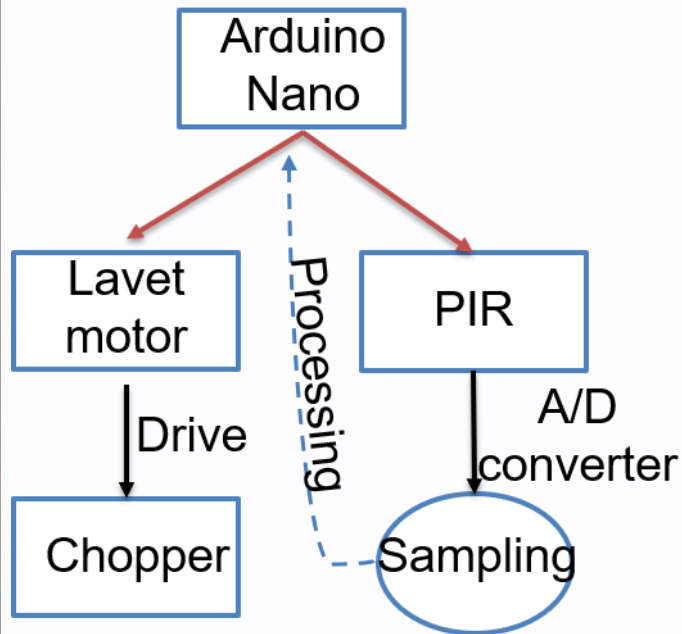 Arduino
Nano
Lavet
motor
Processing
PIR
Drive
A/D
converter
Chopper
Sampling